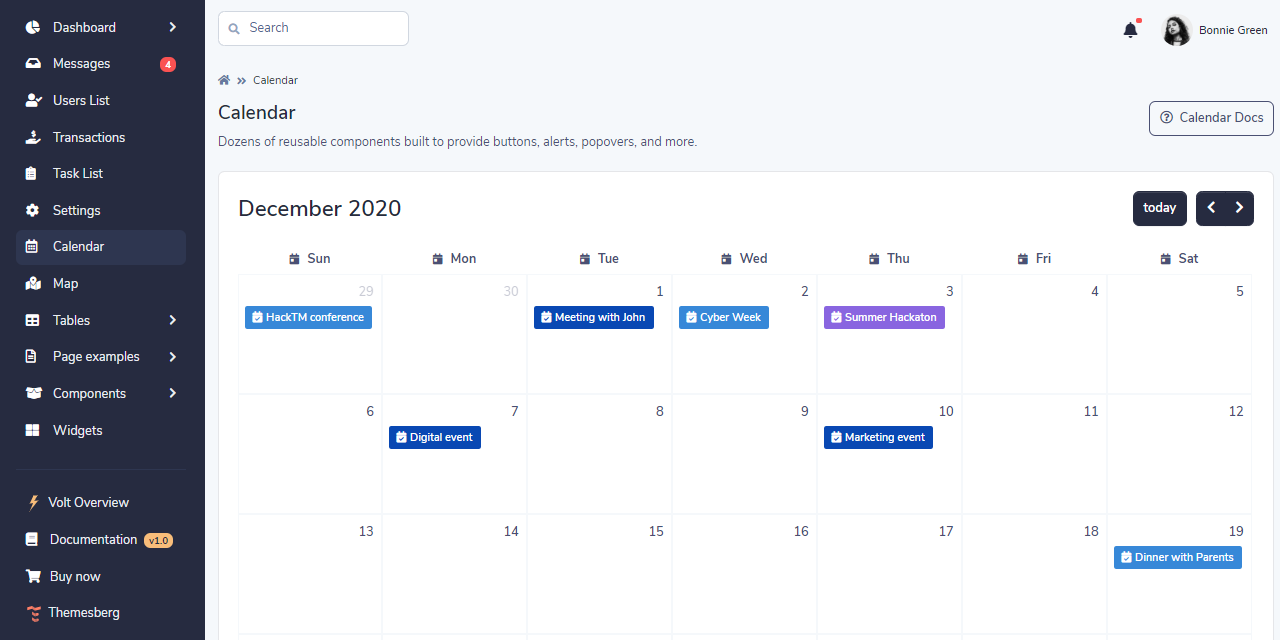 Dashboard
Messages
4
Users List
Transactions
Task List
Settings
Calendar
Map
Tables
Page examples
Components
Widgets
Volt Overview
Documentation v1.0
Buy now
Themesberg
Search
Bonnie Green
Calendar
Calendar
Dozens of reusable components built to provide buttons, alerts, popovers, and more.
Calendar Docs
December 2020
today
Sun Mon Tue Wed Thu Fri Sat
29 30 1 2 3 4 5
HackTM conference Meeting with John Cyber Week Summer Hackaton
6 7 8 9 10 11 12
Digital event Marketing event
13 14 15 16 17 18 19
Dinner with Parents